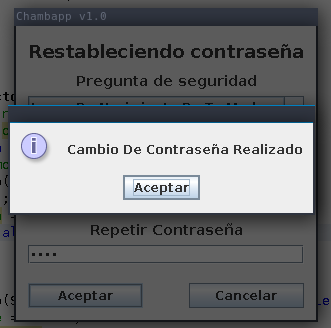 Chambapp v1.0
Restableciendo contraseña
Pregunta de seguridad
Cambio De Contraseña Realizado
Aceptar
Repetir Contraseña
Aceptar
Cancelar